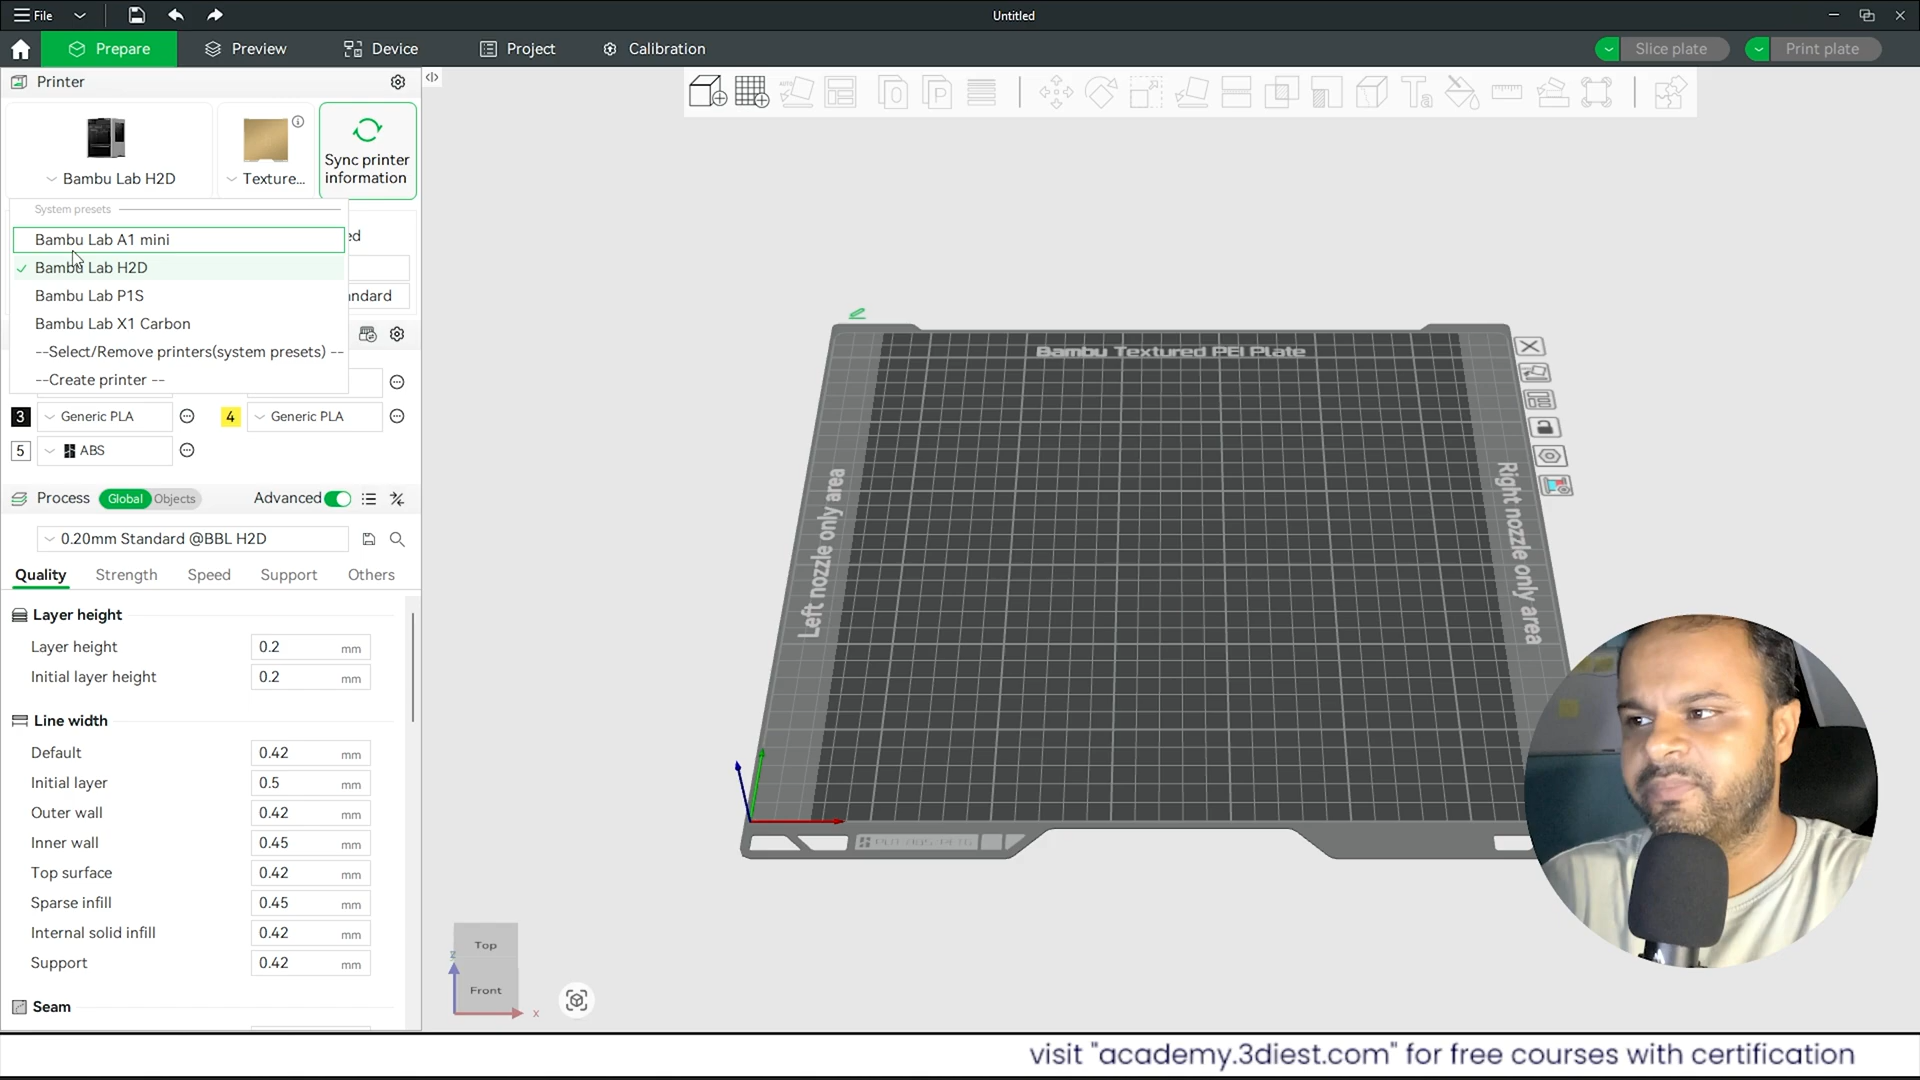 File
Untitled
Prepare
Preview
Device
Project
Calibration
Slice plate
Print plate
Printer
Bambu Lab H2D
Texture...
Sync printer
information
System presets
Bambu Lab A1 mini
Bambu Lab H2D
Bambu Lab P1S
ndard
Bambu Lab X1 Carbon
--Select/Remove printers(system presets) --
--Create printer --
3
Generic PLA
4
Generic PLA
5
ABS
Process
Global
Objects
Advanced
0.20mm Standard @BBL H2D
Quality
Strength
Speed
Support
Others
Layer height
Layer height
0.2
mm
Initial layer height
0.2
mm
Line width
Default
0.42
mm
Initial layer
0.5
mm
Outer wall
0.42
mm
Inner wall
0.45
mm
Top surface
0.42
mm
Sparse infill
0.45
mm
Internal solid infill
0.42
mm
Support
0.42
mm
Seam
Bambu Textured PEI Plate
Left nozzle only area
Right nozzle only area
Top
Front
z
x
visit "academy.3diest.com" for free courses with certification